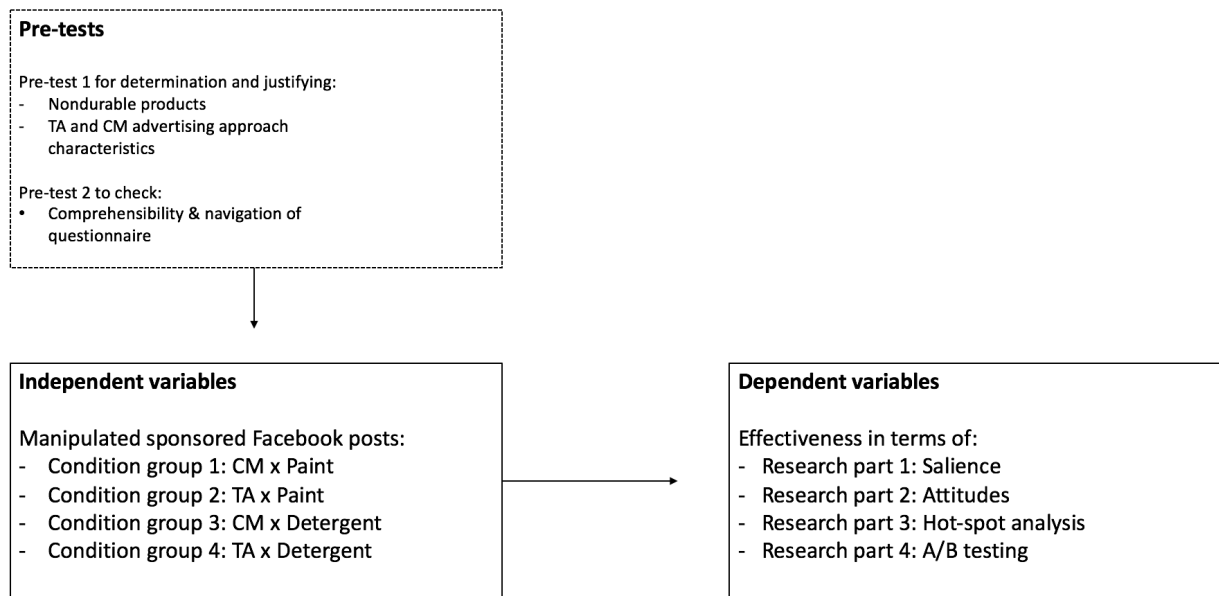 Pre-tests
Pre-test 1 for determination and justifying:
- Nondurable products
- TA and CM advertising approach
characteristics
Pre-test 2 to check:
• Comprehensibility & navigation of
questionnaire
Independent variables
Manipulated sponsored Facebook posts:
- Condition group 1: CM x Paint
- Condition group 2: TA x Paint
- Condition group 3: CM x Detergent
- Condition group 4: TA x Detergent
Dependent variables
Effectiveness in terms of:
- Research part 1: Salience
- Research part 2: Attitudes
- Research part 3: Hot-spot analysis
- Research part 4: A/B testing